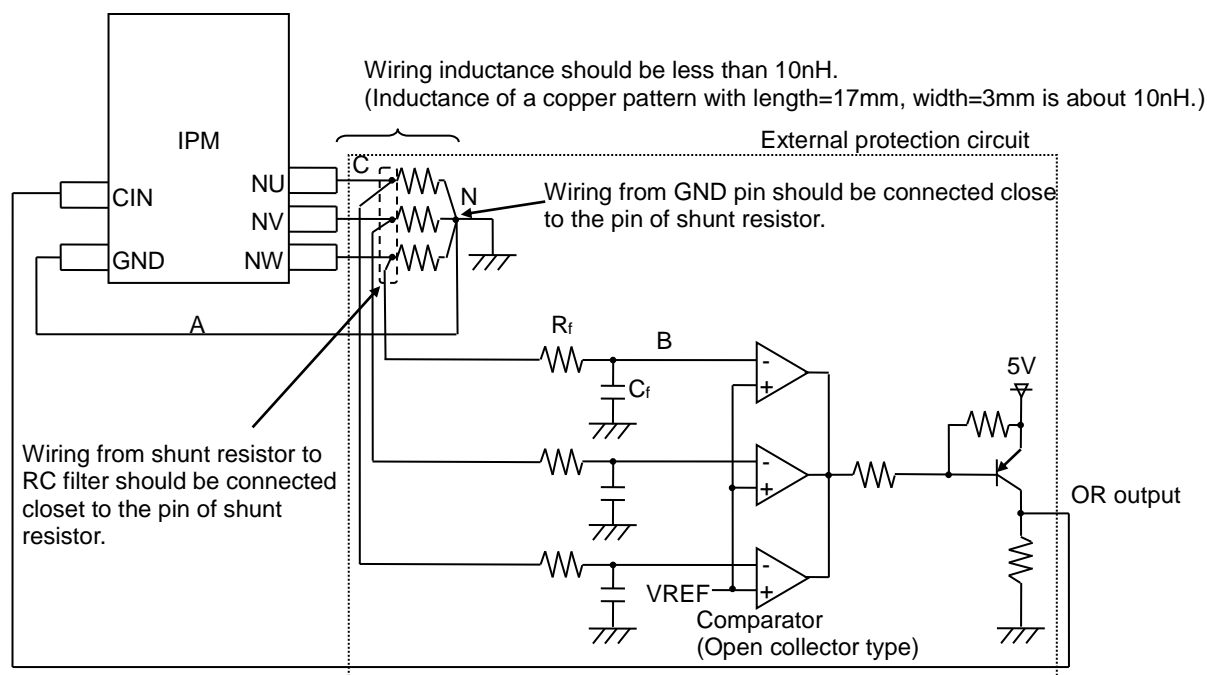 Wiring inductance should be less than 10nH.
(Inductance of a copper pattern with length=17mm, width=3mm is about 10nH.)
External protection circuit
IPM
C
NU
N
Wiring from GND pin should be connected close
to the pin of shunt resistor.
CIN
NV
GND
NW
A
Rf
B
-
+
Cf
5V
Wiring from shunt resistor to
RC filter should be connected
closet to the pin of shunt
resistor.
-
+
OR output
-
VREF
+
Comparator
(Open collector type)